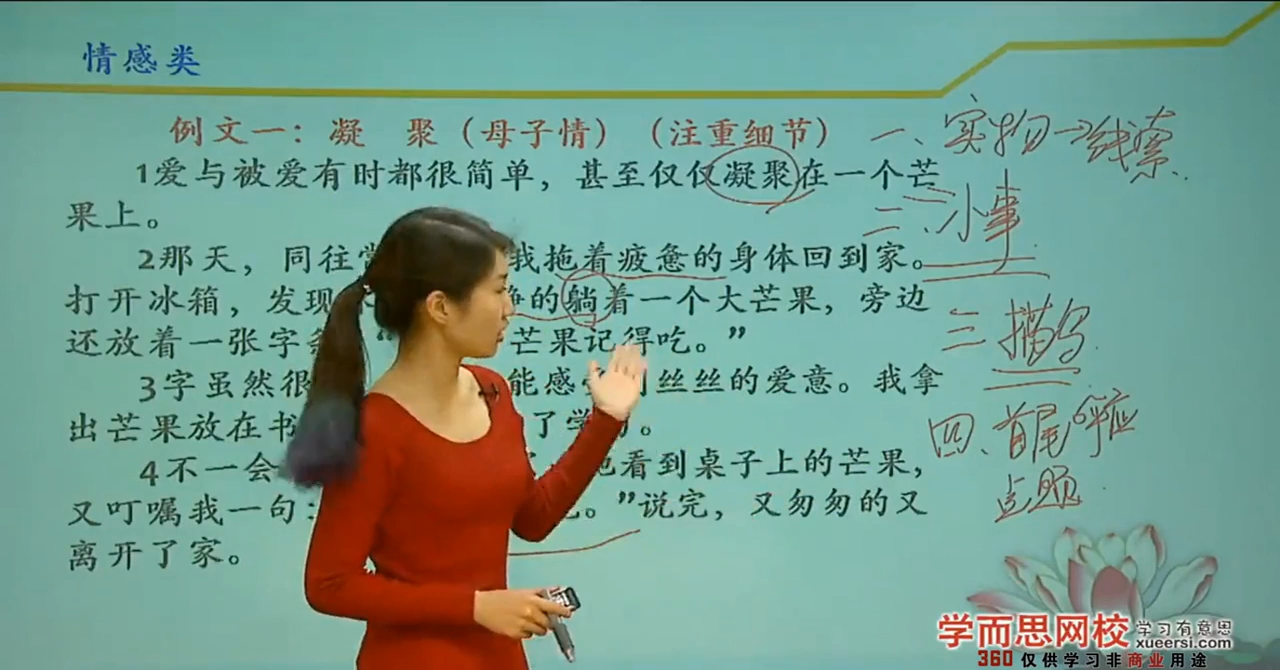 情感类
例文一：凝 聚（母子情）（注重细节）
1爱与被爱有时都很简单，甚至仅仅凝聚在一个芒
果上。
2那天，同往 我拖着疲惫的身体回到家。
打开冰箱，发现 的躺着一个大芒果，旁边
还放着一张字 芒果记得吃。”
3字虽然很 能感 丝丝的爱意。我拿
出芒果放在书 了学 。
4不一会 看到桌子上的芒果，
又叮嘱我一句： 。”说完，又匆匆的又
离开了家。
一、实物→线索
二、小事
三、描写
四、首尾呼应
点题
学而思网校 学习有意思
xueersi.com
360仅供学习非商业用途